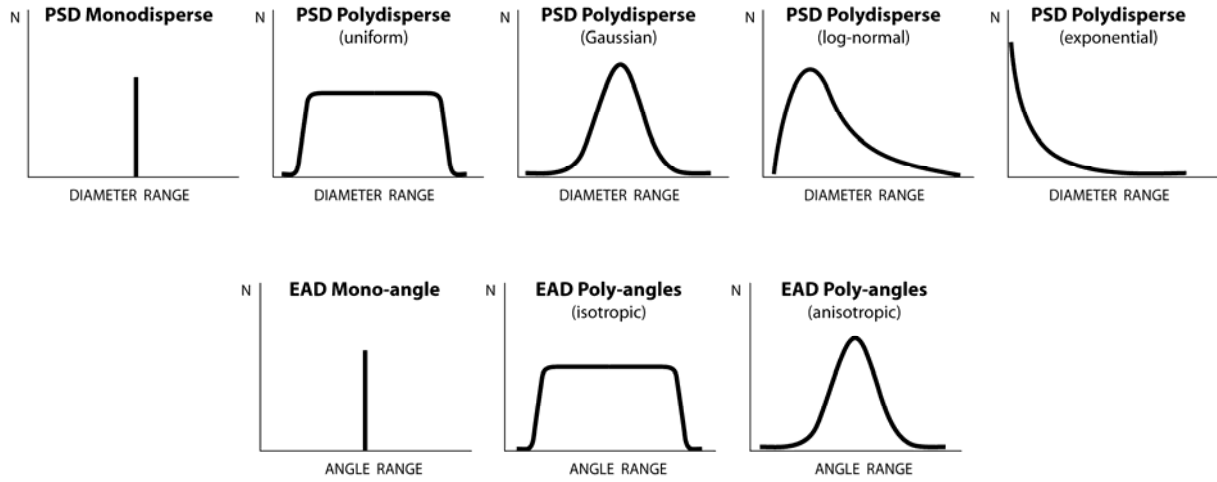 N PSD Monodisperse
N PSD Polydisperse
(uniform)
N PSD Polydisperse
(Gaussian)
N PSD Polydisperse
(log-normal)
N PSD Polydisperse
(exponential)
DIAMETER RANGE
DIAMETER RANGE
DIAMETER RANGE
DIAMETER RANGE
DIAMETER RANGE
N EAD Mono-angle
N EAD Poly-angles
(isotropic)
N EAD Poly-angles
(anisotropic)
ANGLE RANGE
ANGLE RANGE
ANGLE RANGE